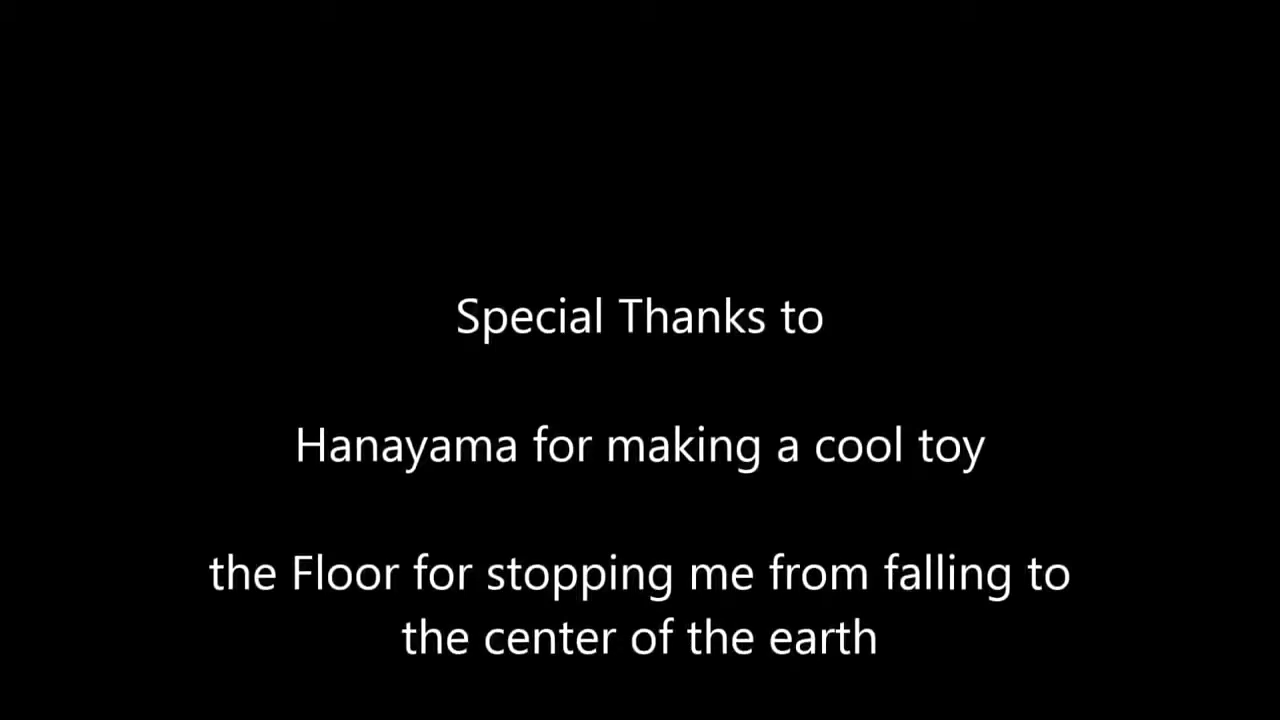 Special Thanks to
Hanayama for making a cool toy
the Floor for stopping me from falling to
the center of the earth